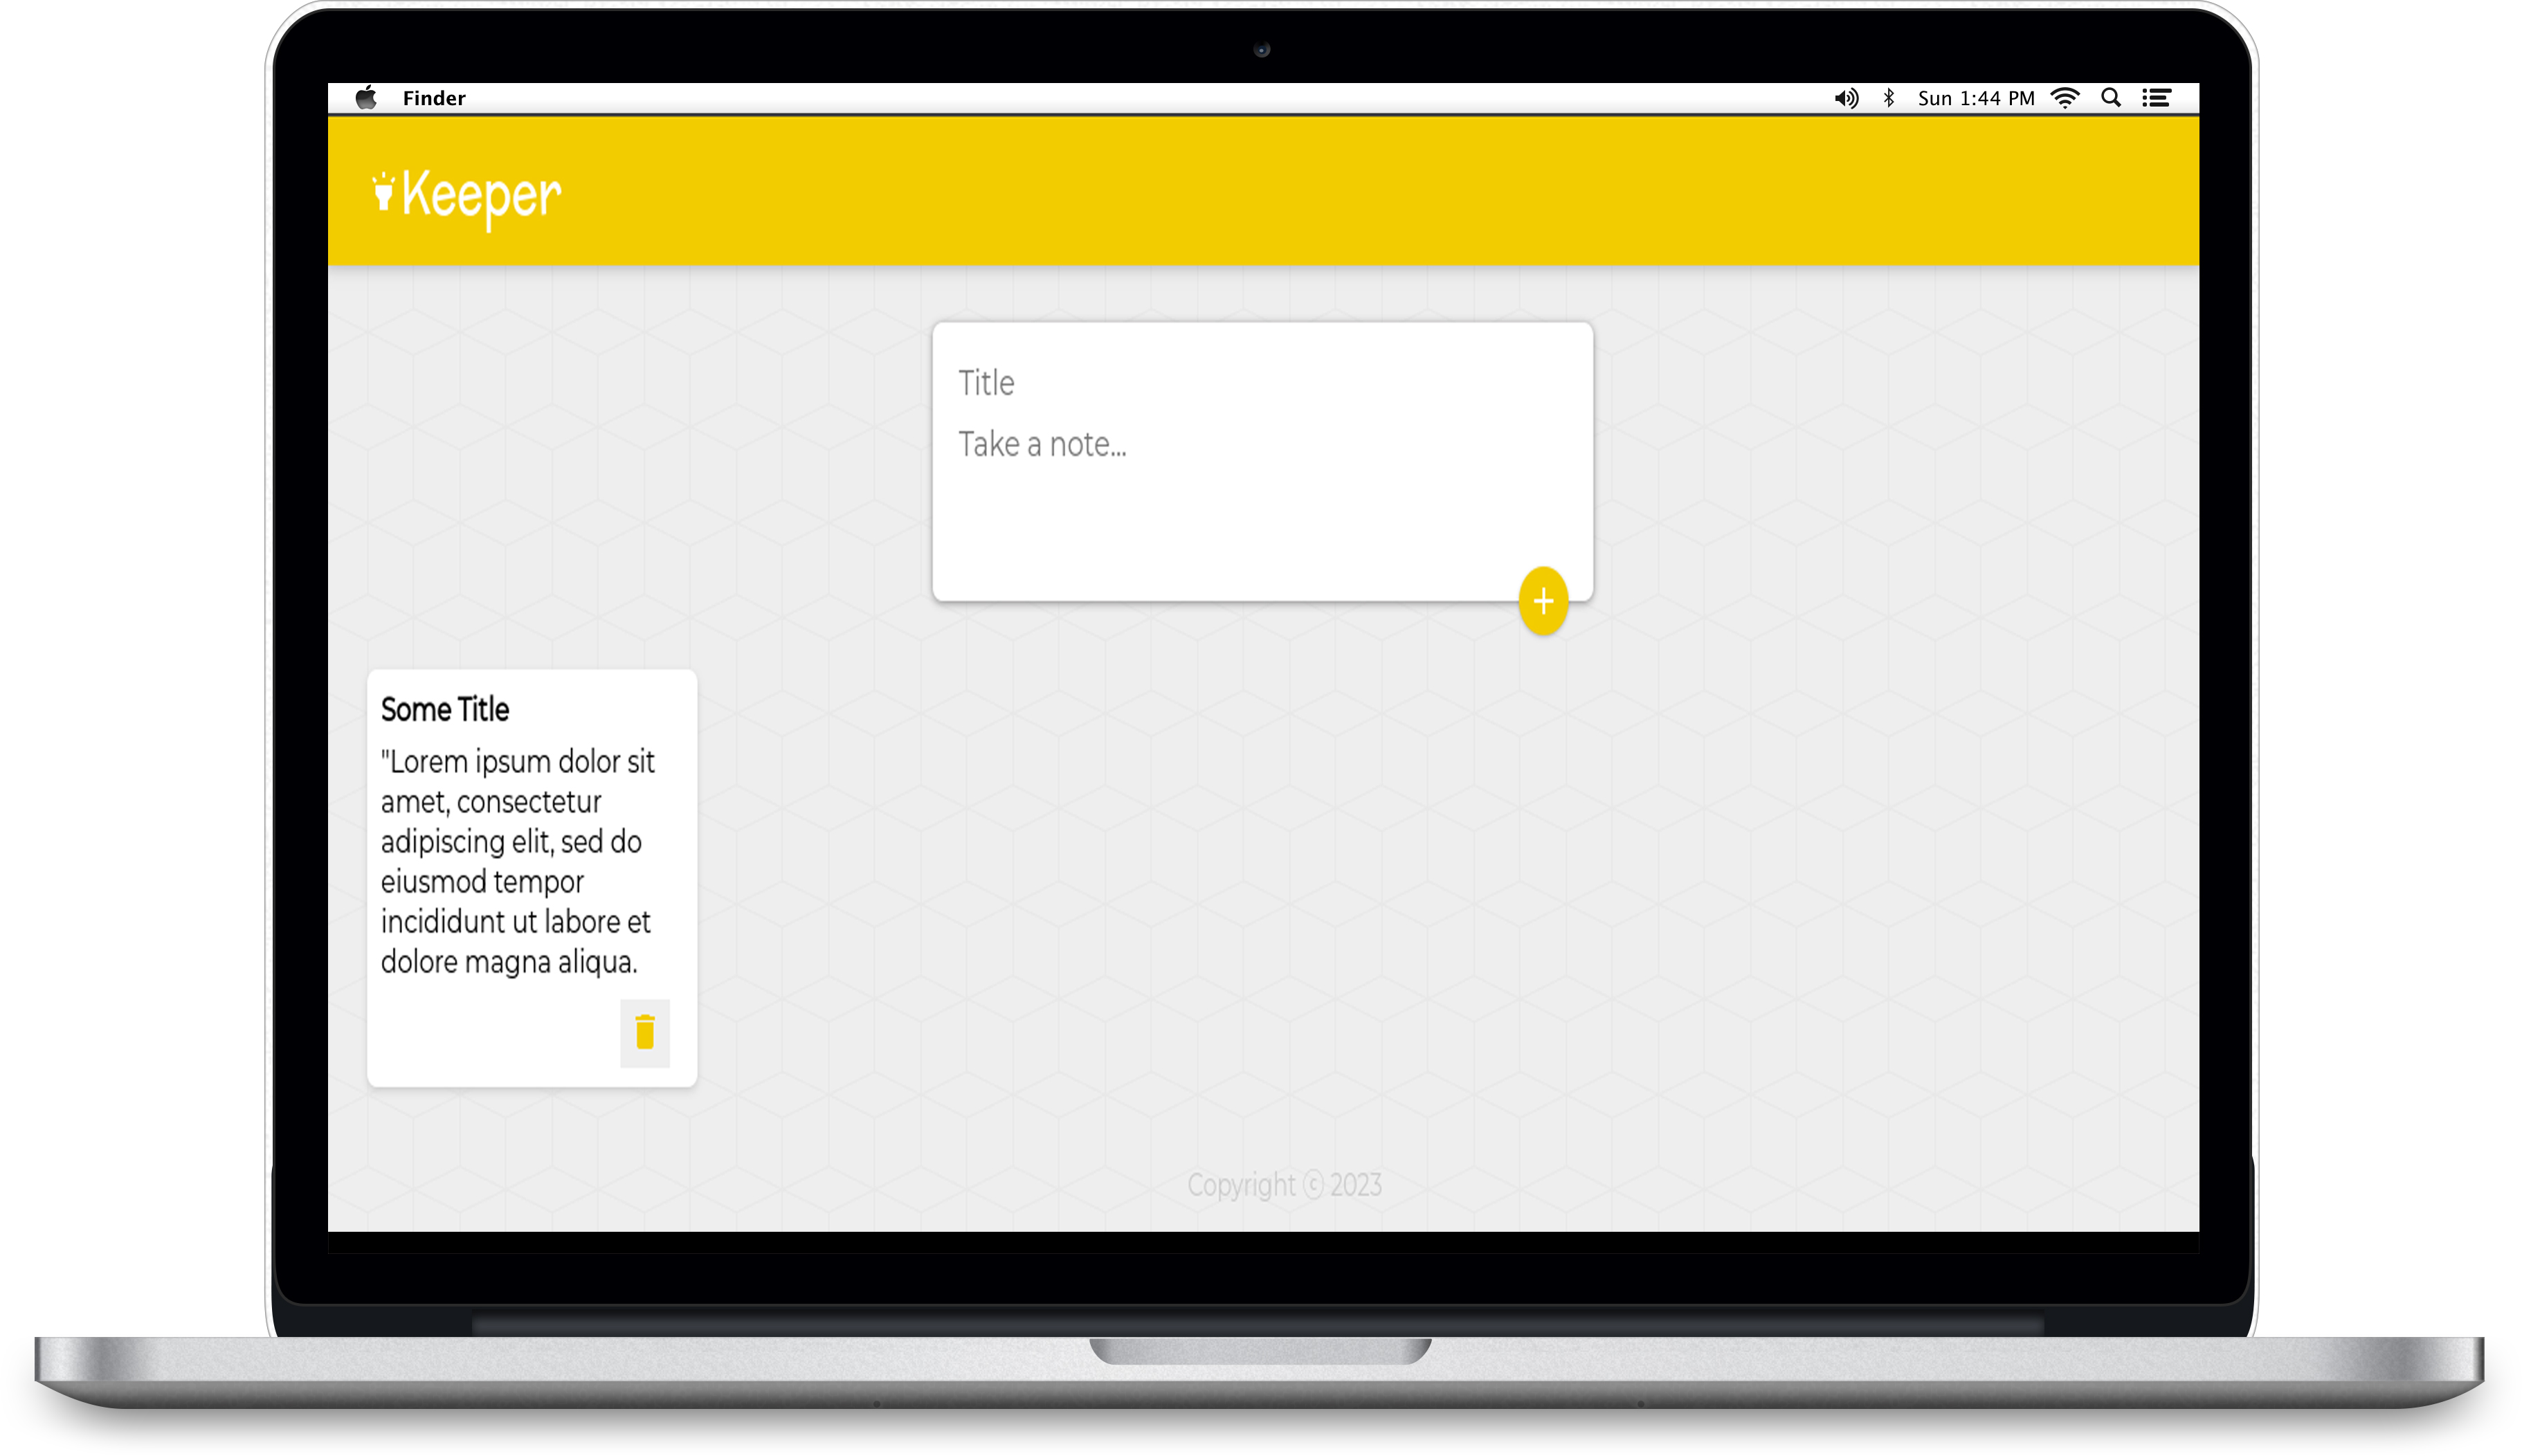 Finder
Sun 1:44 PM
Keeper
Title
Take a note...
Some Title
"Lorem ipsum dolor sit
amet, consectetur
adipiscing elit, sed do
eiusmod tempor
incididunt ut labore et
dolore magna aliqua.
Copyright ⓒ 2023